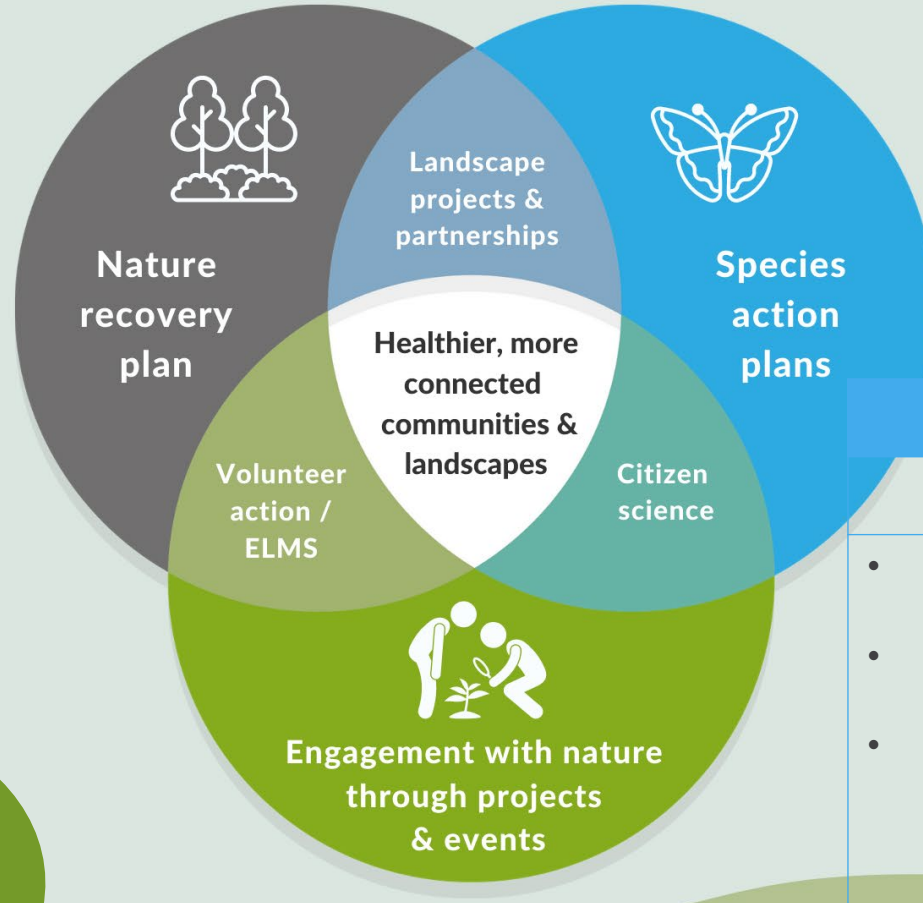 Landscape
projects &
partnerships
Nature
recovery
plan
Species
action
plans
Healthier, more
connected
communities &
landscapes
Volunteer
action /
ELMS
Citizen
science
Engagement with nature
through projects
& events